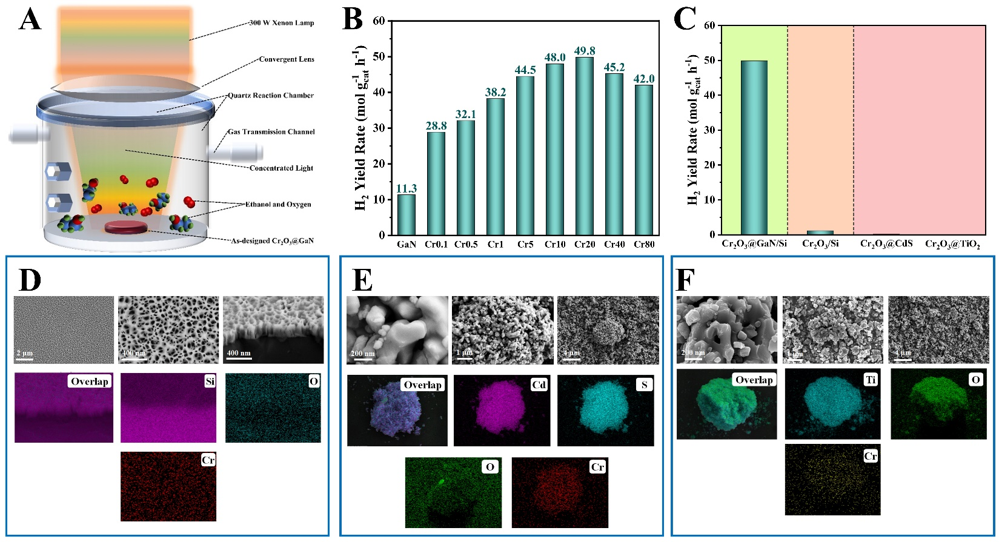 A
300 W Xenon Lamp
Convergent Lens
Quartz Reaction Chamber
Gas Transmission Channel
Concentrated Light
Ethanol and Oxygen
As-designed Cr₂O₃@GaN
B
H₂ Yield Rate (mol g⁻¹cat h⁻¹)
60
50
40
30
20
10
0
11.3
28.8
32.1
38.2
44.5
48.0
49.8
45.2
42.0
GaN Cr0.1 Cr0.5 Cr1 Cr5 Cr10 Cr20 Cr40 Cr80
C
H₂ Yield Rate (mol g⁻¹cat h⁻¹)
60
50
40
30
20
10
0
Cr₂O₃@GaN/Si Cr₂O₃/Si Cr₂O₃@CdS Cr₂O₃@TiO₂
D
2 μm
400 nm
400 nm
Overlap
Si
O
Cr
E
200 nm
1 μm
4 μm
Overlap
Cd
S
O
Cr
F
200 nm
1 μm
4 μm
Overlap
Ti
O
Cr